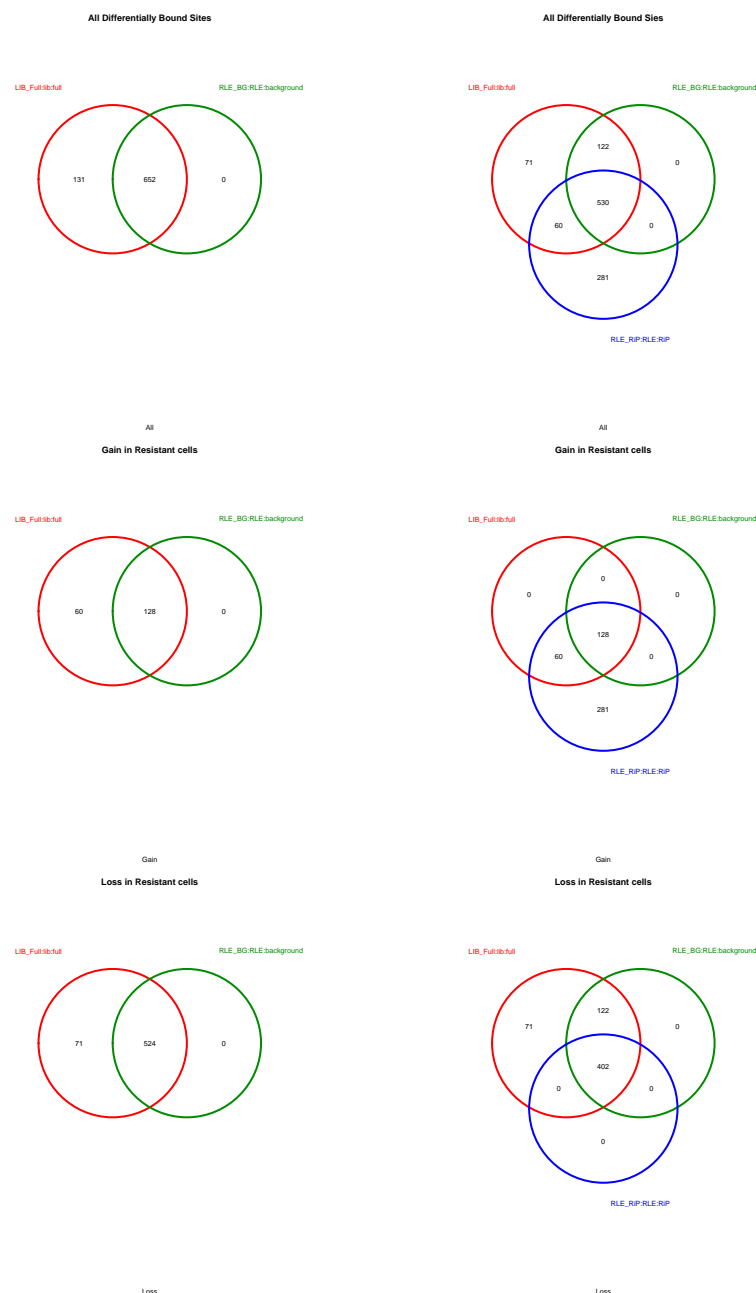 All Differentially Bound Sites
LIB_Full:lib:full
RLE_BG:RLE:background
131
652
0
All
All Differentially Bound Sies
LIB_Full:lib:full
RLE_BG:RLE:background
122
71
0
530
60
0
281
RLE_RiP:RLE:RiP
All
Gain in Resistant cells
LIB_Full:lib:full
RLE_BG:RLE:background
60
128
0
Gain
Gain in Resistant cells
LIB_Full:lib:full
RLE_BG:RLE:background
0
0
0
128
60
0
281
RLE_RiP:RLE:RiP
Gain
Loss in Resistant cells
LIB_Full:lib:full
RLE_BG:RLE:background
71
524
0
Loss
Loss in Resistant cells
LIB_Full:lib:full
RLE_BG:RLE:background
122
71
0
402
0
0
0
RLE_RiP:RLE:RiP
Loss